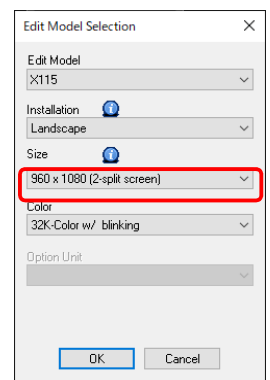 Edit Model Selection
Edit Model
X115
Installation
Landscape
Size
960 x 1080 (2-split screen)
Color
32K-Color w/ blinking
Option Unit
OK Cancel